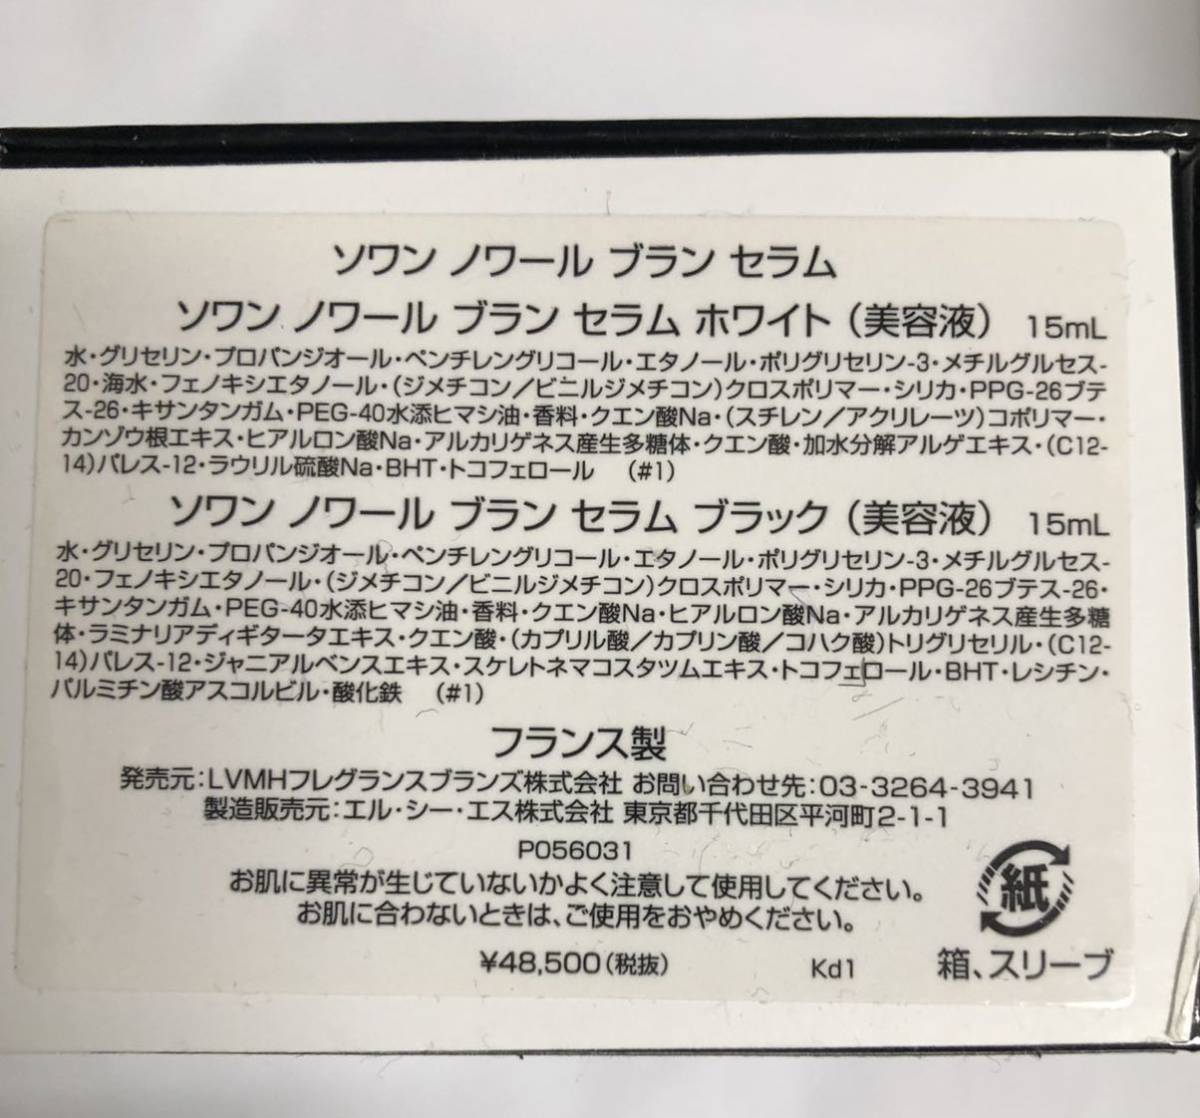 ソワン ノワール ブラン セラム
ソワン ノワール ブラン セラム ホワイト（美容液） 15mL
水・グリセリン・プロパンジオール・ペンチレングリコール・エタノール・ポリグリセリン-3・メチルグルセス-
20・海水・フェノキシエタノール・（ジメチコン／ビニルジメチコン）クロスポリマー・シリカ・PPG-26ブテ
ス-26・キサンタンガム・PEG-40水添ヒマシ油・香料・クエン酸Na・（スチレン／アクリレーツ）コポリマー・
カンゾウ根エキス・ヒアルロン酸Na・アルカリゲネス産生多糖体・クエン酸・加水分解アルゲエキス・（C12-
14）パレス-12・ラウリル硫酸Na・BHT・トコフェロール （#1）
ソワン ノワール ブラン セラム ブラック（美容液） 15mL
水・グリセリン・プロパンジオール・ペンチレングリコール・エタノール・ポリグリセリン-3・メチルグルセス-
20・フェノキシエタノール・（ジメチコン／ビニルジメチコン）クロスポリマー・シリカ・PPG-26ブテス-26・
キサンタンガム・PEG-40水添ヒマシ油・香料・クエン酸Na・ヒアルロン酸Na・アルカリゲネス産生多糖
体・ラミナリアディギタータエキス・クエン酸・（カプリル酸／カプリン酸／コハク酸）トリグリセリル・（C12-
14）パレス-12・ジャニアルベンスエキス・スケレトネマコスタツムエキス・トコフェロール・BHT・レシチン・
パルミチン酸アスコルビル・酸化鉄 （#1）
フランス製
発売元：LVMHフレグランスブランズ株式会社 お問い合わせ先：03-3264-3941
製造販売元：エル・シー・エス株式会社 東京都千代田区平河町2-1-1
P056031
お肌に異常が生じていないかよく注意して使用してください。
お肌に合わないときは、ご使用をおやめください。
紙
¥48,500（税抜） Kd1 箱、スリーブ